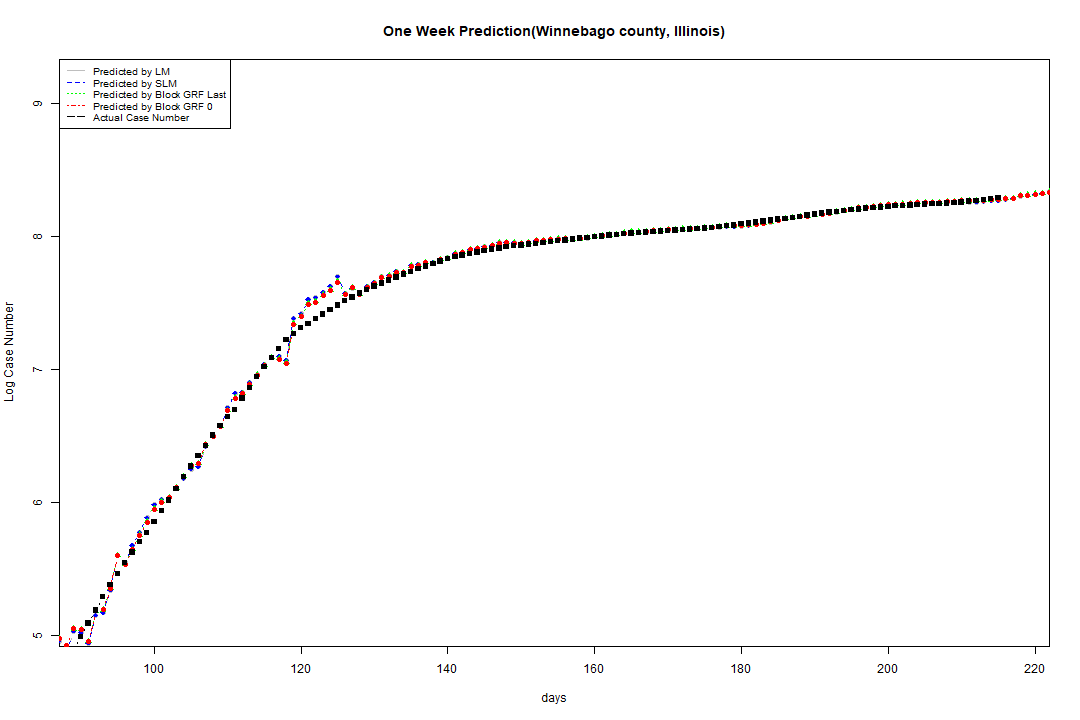 One Week Prediction(Winnebago county, Illinois)
Predicted by LM
Predicted by SLM
Predicted by Block GRF Last
Predicted by Block GRF 0
Actual Case Number
9
8
7
6
5
Log Case Number
100 120 140 160 180 200 220
days